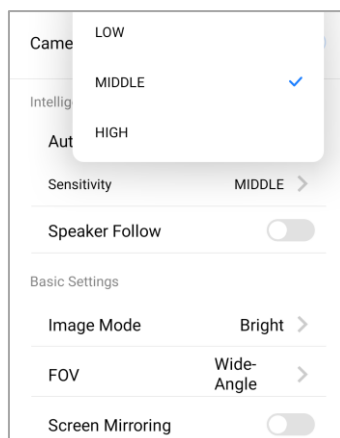 LOW
Came
MIDDLE
Intellig
HIGH
Aut
Sensitivity MIDDLE
Speaker Follow
Basic Settings
Image Mode Bright
FOV Wide-
Angle
Screen Mirroring